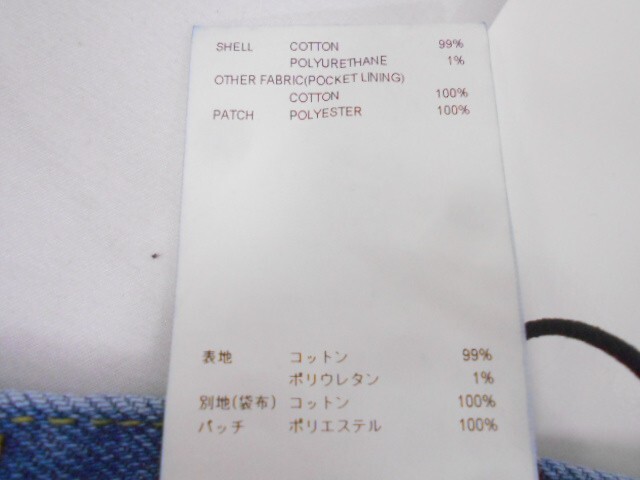 SHELL COTTON 99%
POLYURETHANE 1%
OTHER FABRIC(POCKET LINING)
COTTON 100%
PATCH POLYESTER 100%
表地 コットン 99%
ポリウレタン 1%
別地(袋布) コットン 100%
パッチ ポリエステル 100%